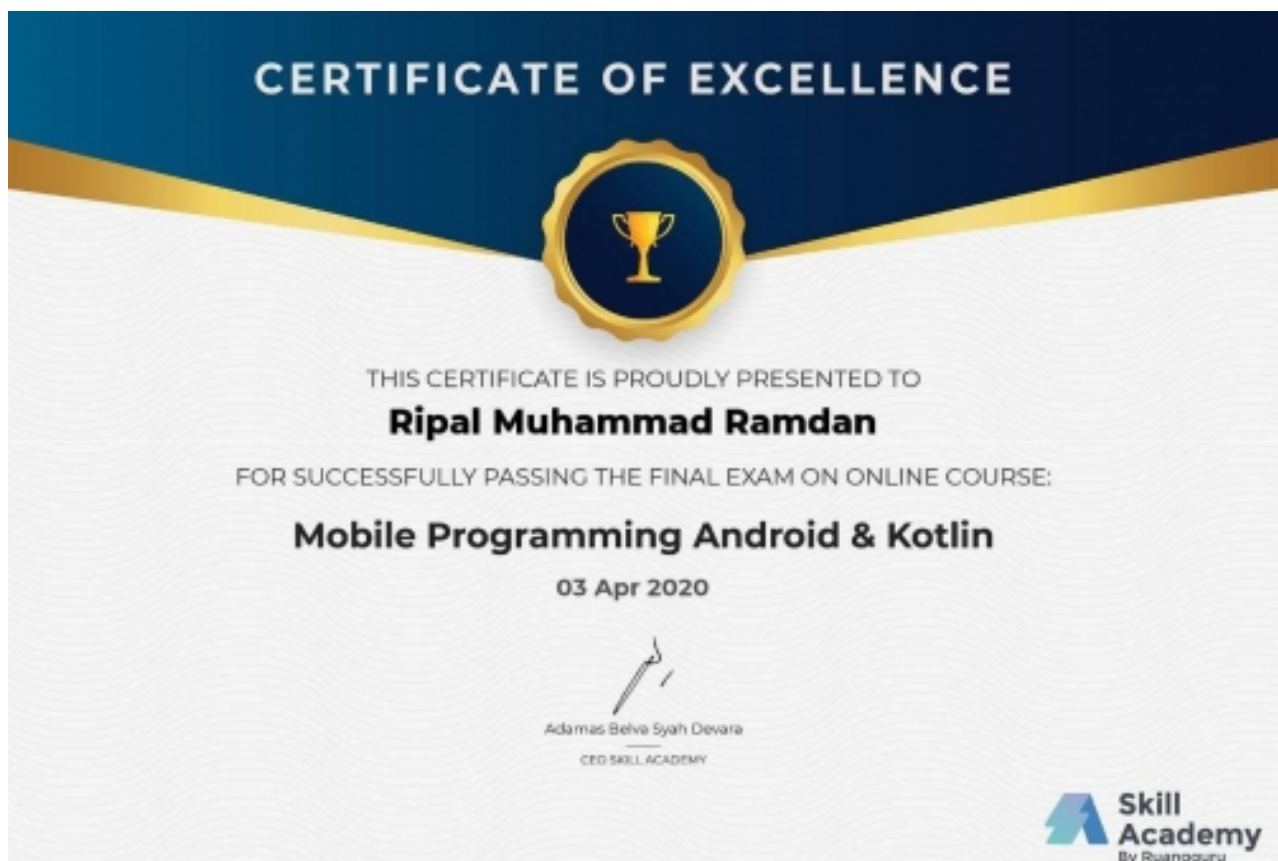 CERTIFICATE OF EXCELLENCE
THIS CERTIFICATE IS PROUDLY PRESENTED TO
Ripal Muhammad Ramdan
FOR SUCCESSFULLY PASSING THE FINAL EXAM ON ONLINE COURSE:
Mobile Programming Android & Kotlin
03 Apr 2020
Adamas Belva Syah Devara
CEO SKILL ACADEMY
Skill
Academy
By Ruangguru